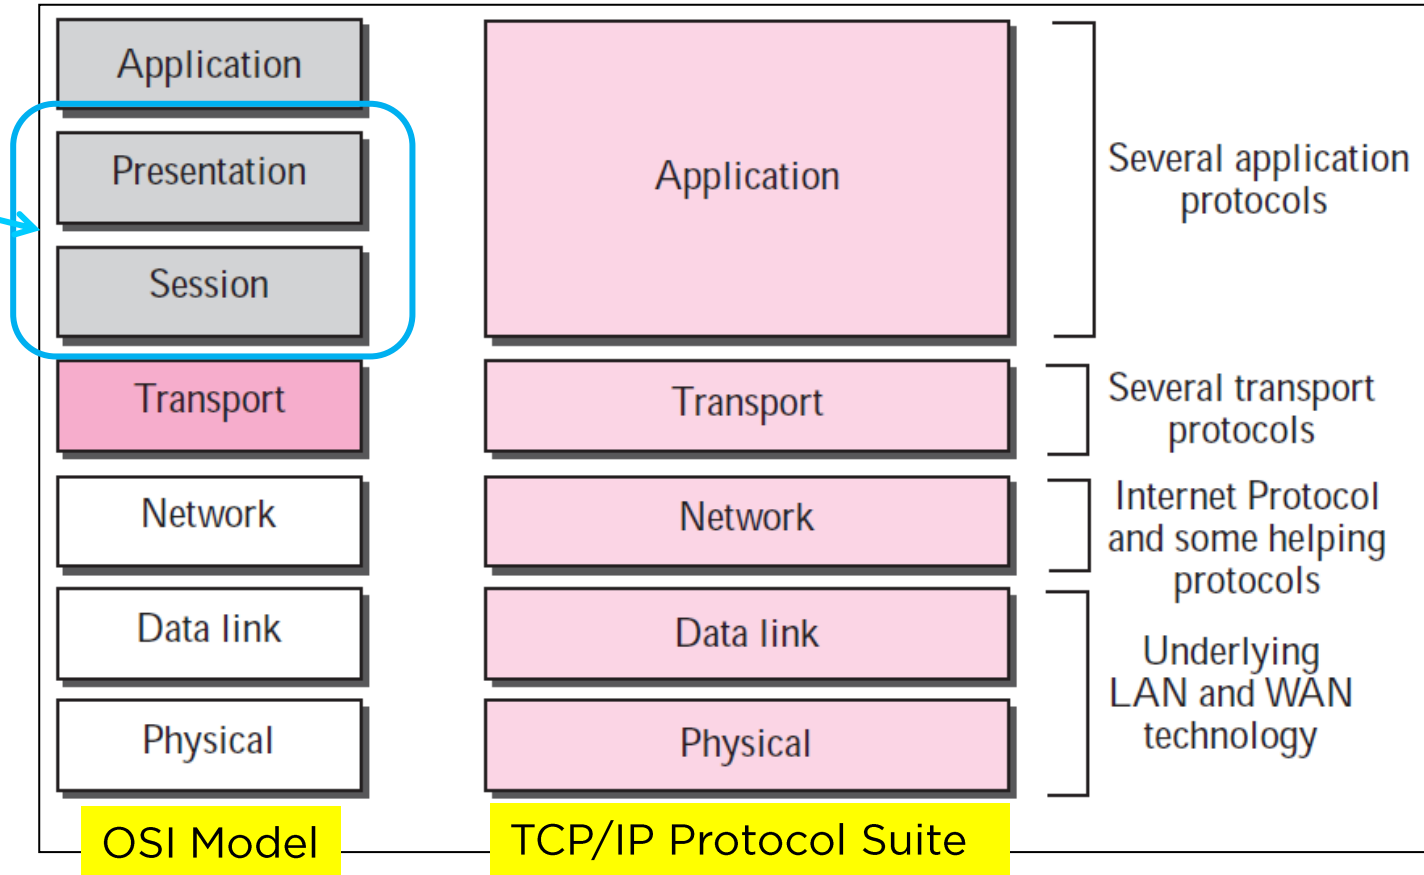 Application
Presentation
Session
Transport
Network
Data link
Physical
OSI Model
Application
Transport
Network
Data link
Physical
TCP/IP Protocol Suite
Several application
protocols
Several transport
protocols
Internet Protocol
and some helping
protocols
Underlying
LAN and WAN
technology